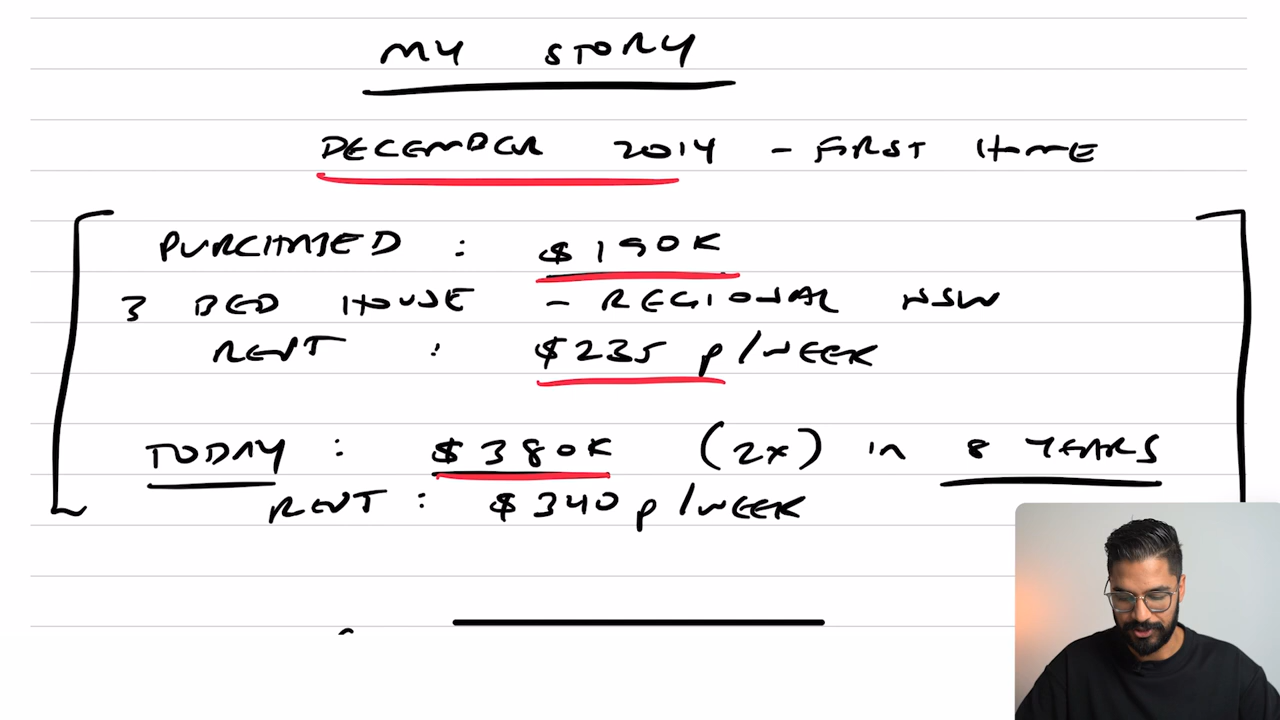 MY STORY
DECEMBER 2014 - FIRST HOME
PURCHASED : $190K
3 BED HOUSE - REGIONAL NSW
RENT : $235 p/WEEK
TODAY : $380K (2x) in 8 YEARS
RENT : $340 p/WEEK